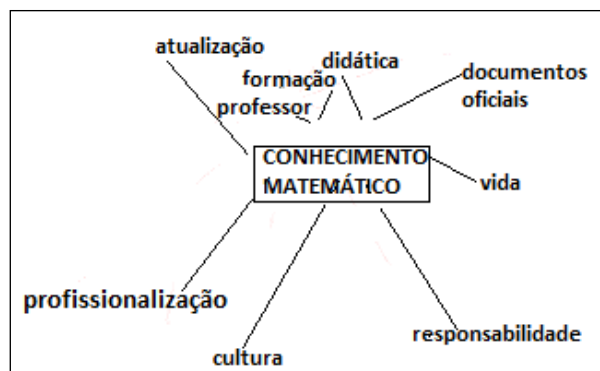 atualização
didática
formação
documentos
oficiais
professor
CONHECIMENTO
MATEMÁTICO
vida
profissionalização
responsabilidade
cultura